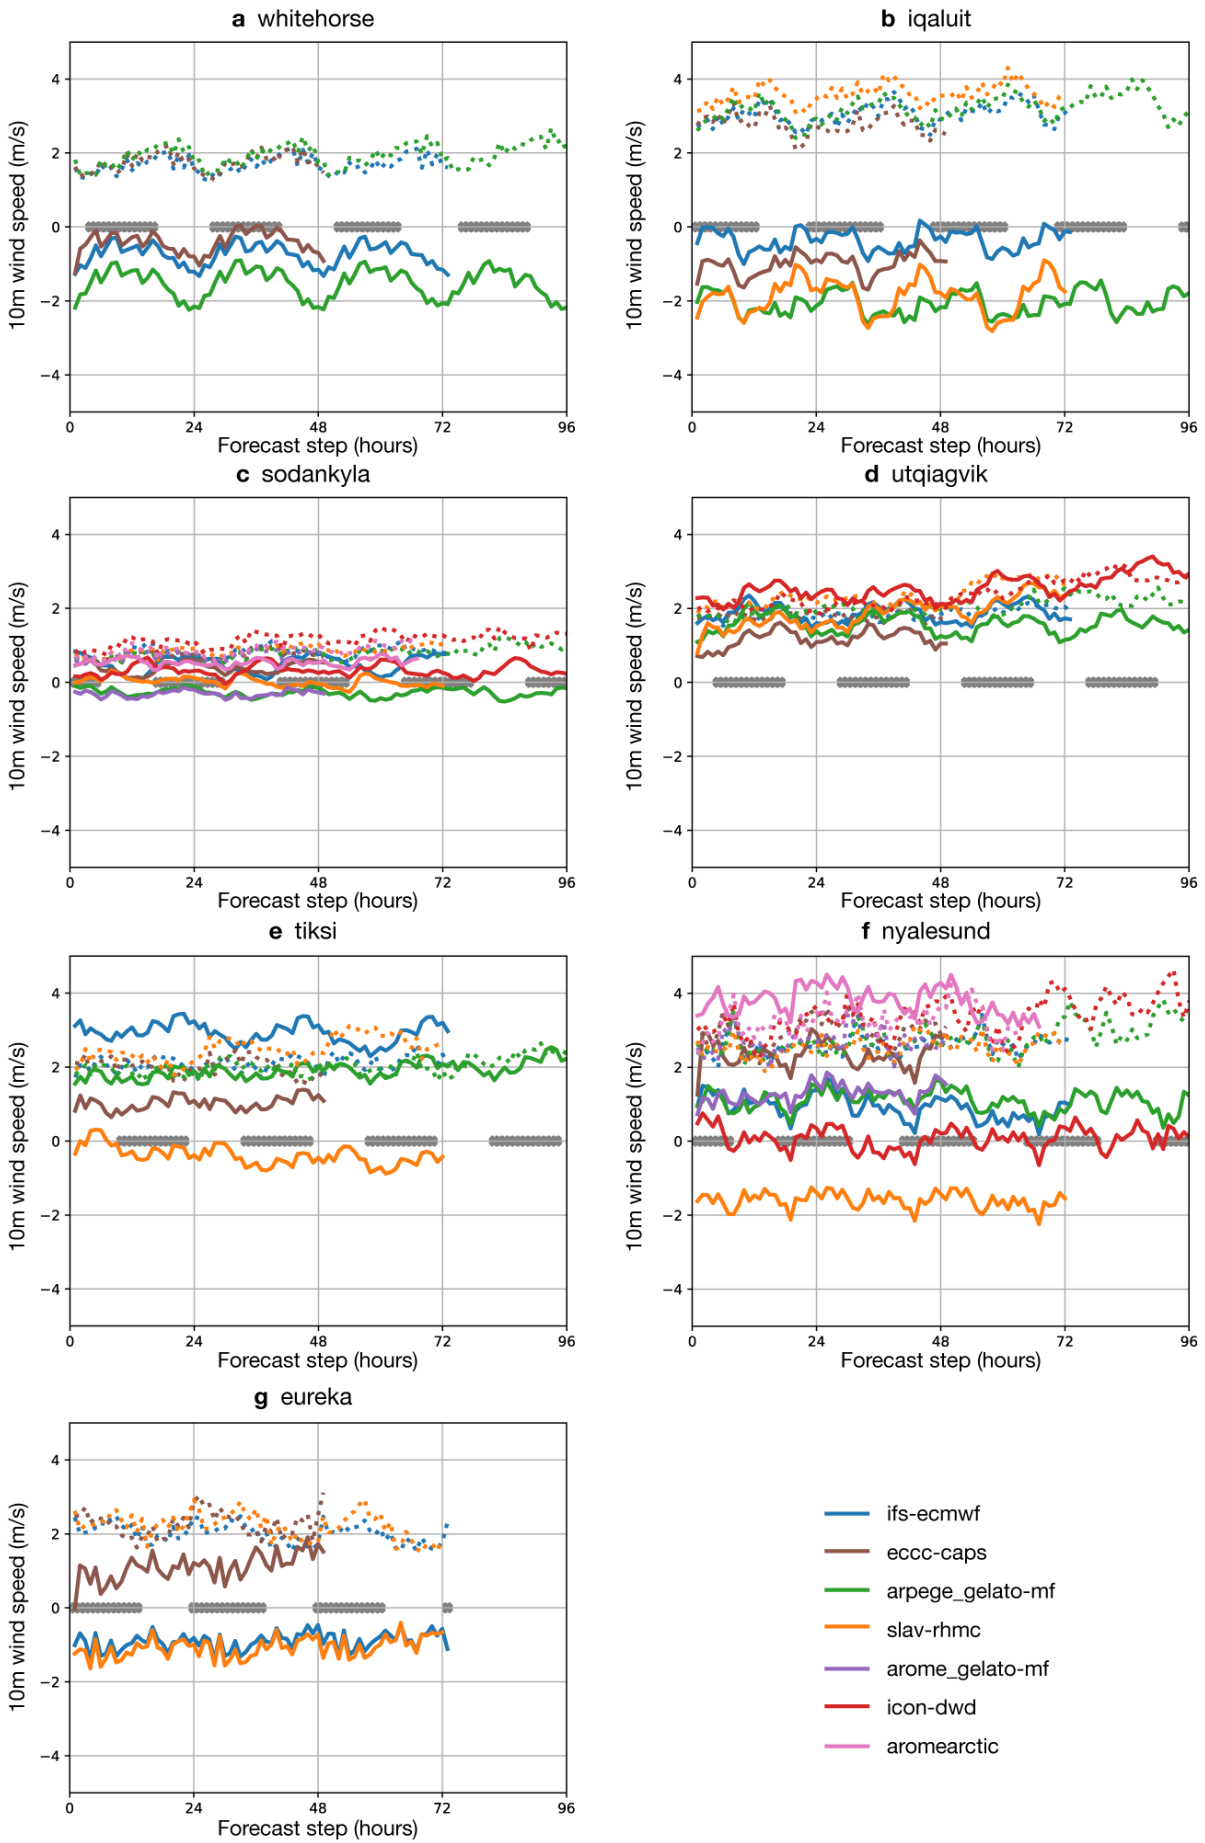 a whitehorse
10m wind speed (m/s)
4
2
0
−2
−4
0 24 48 72 96
Forecast step (hours)
b iqaluit
10m wind speed (m/s)
4
2
0
−2
−4
0 24 48 72 96
Forecast step (hours)
c sodankyla
10m wind speed (m/s)
4
2
0
−2
−4
0 24 48 72 96
Forecast step (hours)
d utqiagvik
10m wind speed (m/s)
4
2
0
−2
−4
0 24 48 72 96
Forecast step (hours)
e tiksi
10m wind speed (m/s)
4
2
0
−2
−4
0 24 48 72 96
Forecast step (hours)
f nyalesund
10m wind speed (m/s)
4
2
0
−2
−4
0 24 48 72 96
Forecast step (hours)
g eureka
10m wind speed (m/s)
4
2
0
−2
−4
0 24 48 72 96
Forecast step (hours)
ifs-ecmwf
eccc-caps
arpege_gelato-mf
slav-rhmc
arome_gelato-mf
icon-dwd
aromearctic